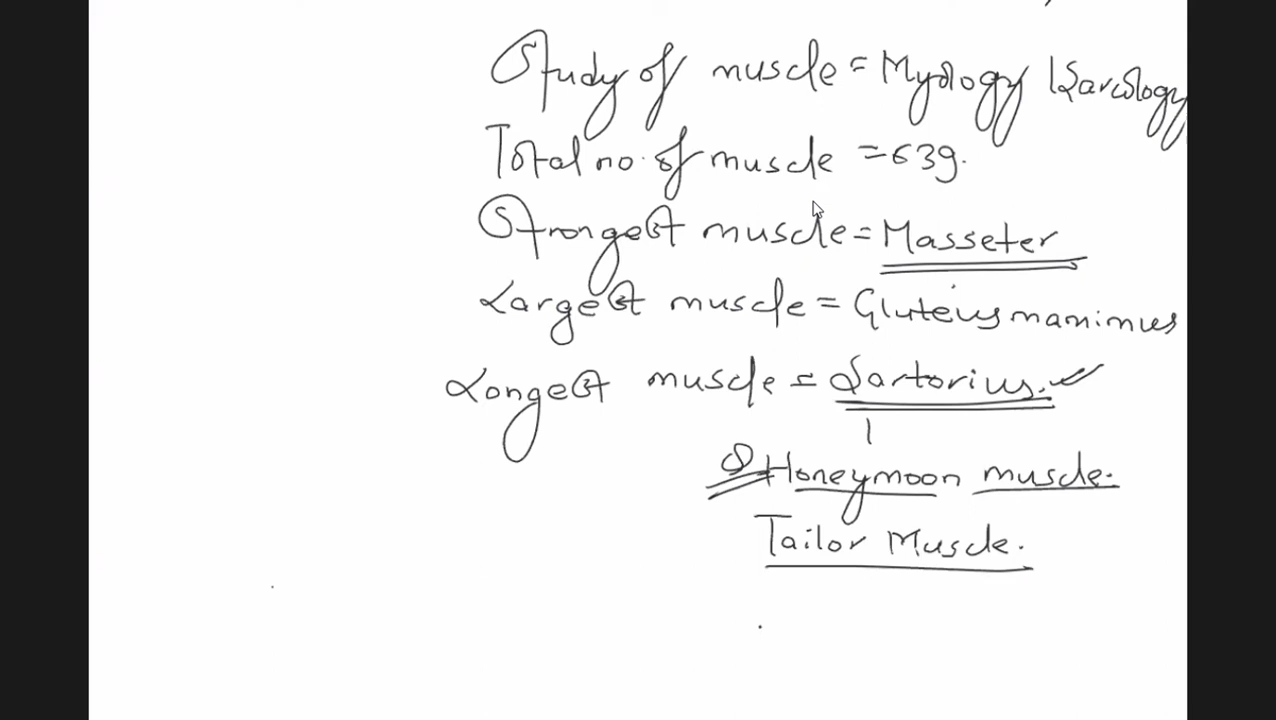 Study of muscle = Myology | Sarcology
Total no. of muscle = 639.
Strongest muscle = Masseter
Largest muscle = Gluteius maximus
Longest muscle = Sartorius.
Honeymoon muscle.
Tailor Muscle.